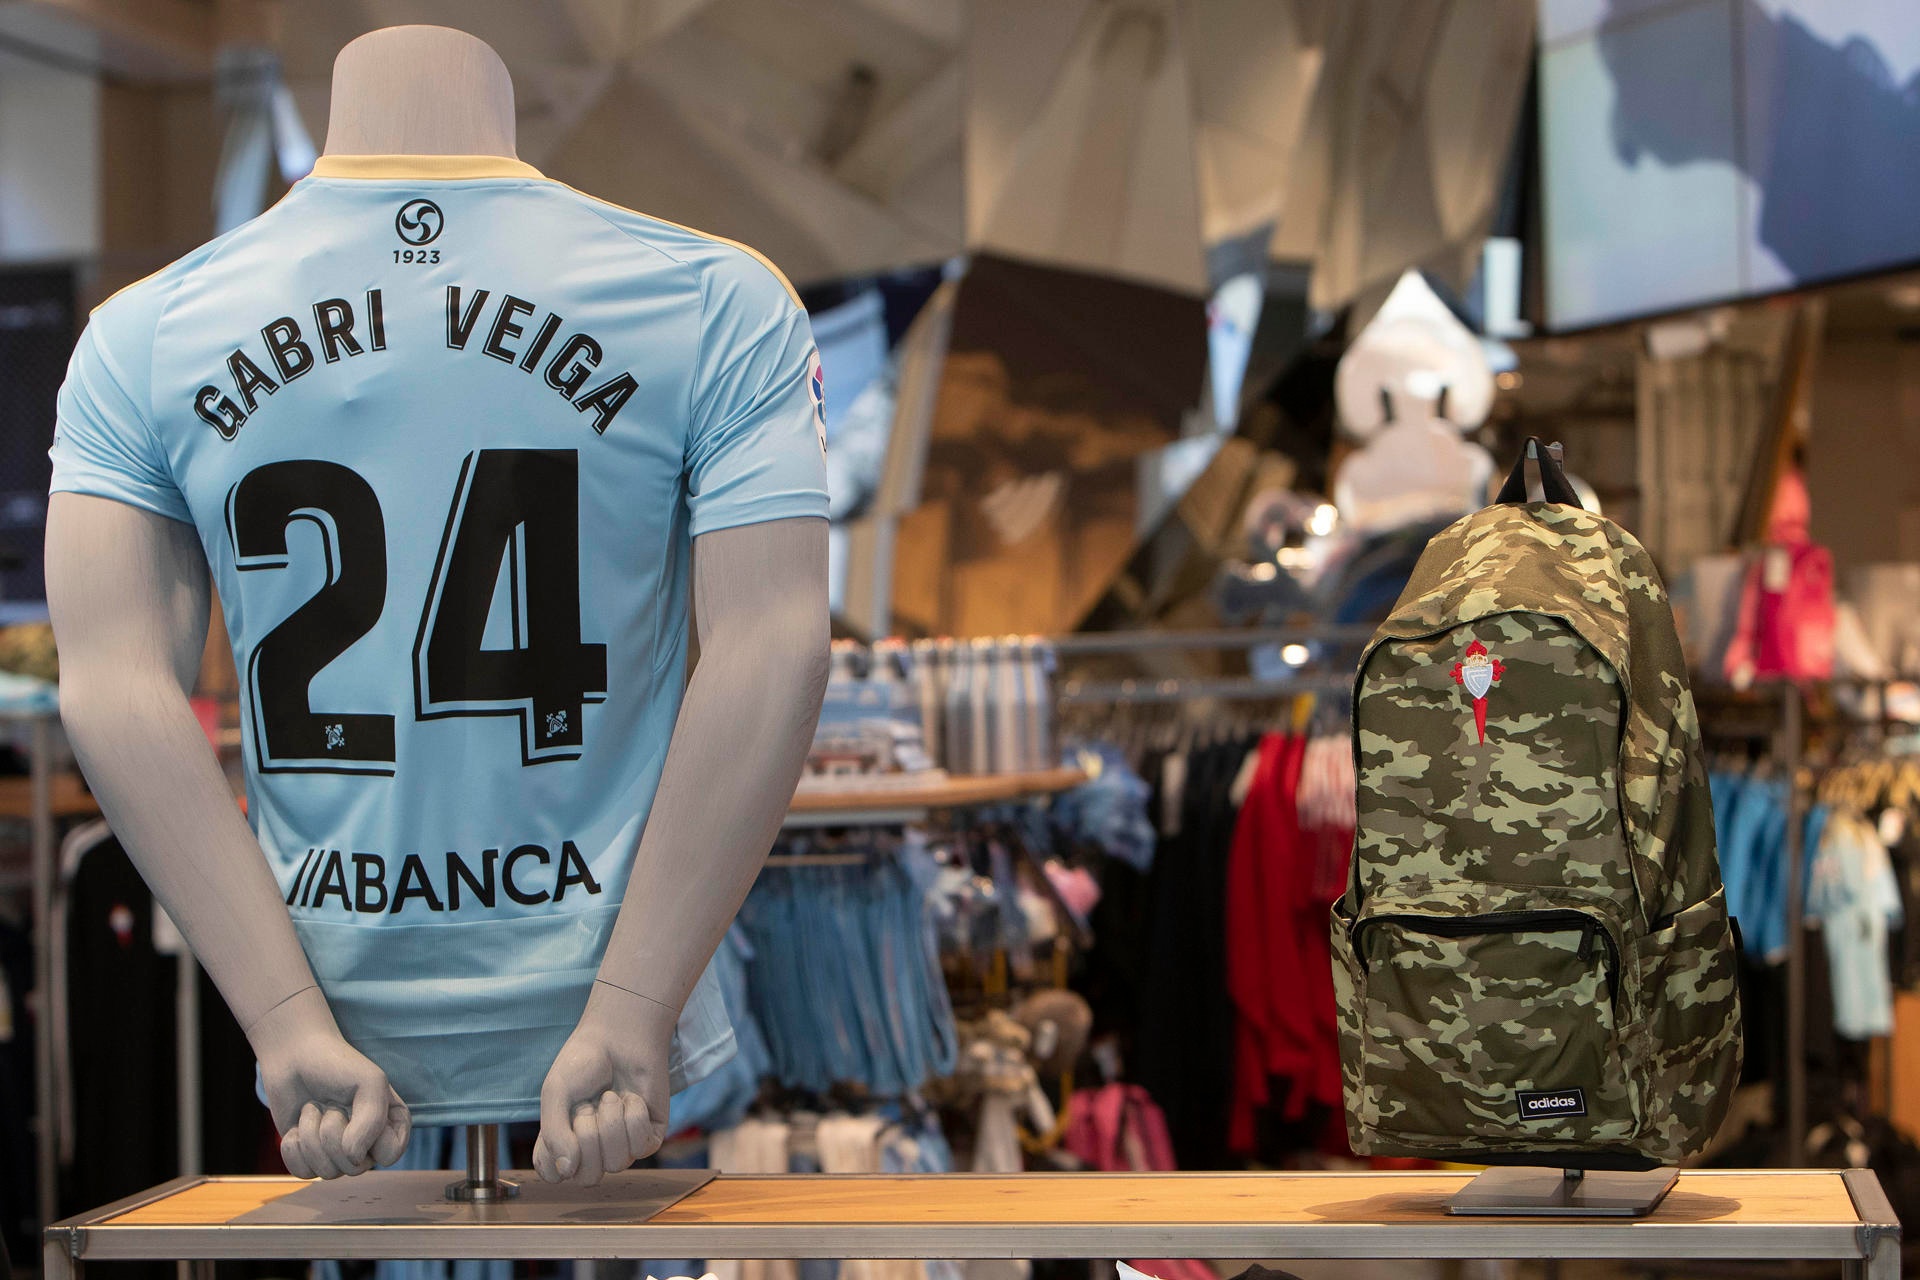 1923
GABRI VEIGA
24
ABANCA
adidas